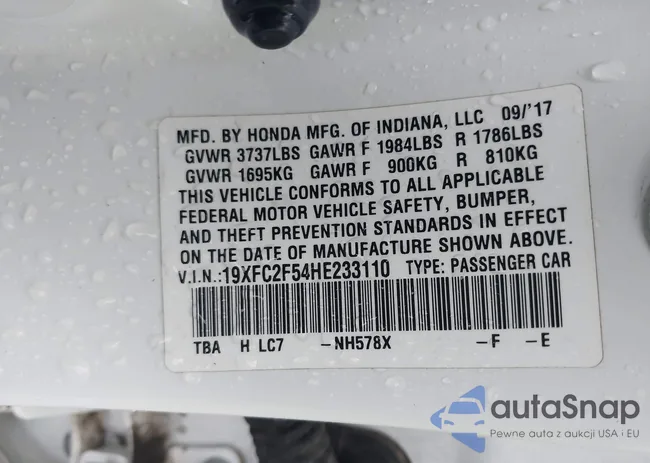 MFD. BY HONDA MFG. OF INDIANA, LLC 09/'17
GVWR 3737LBS GAWR F 1984LBS R 1786LBS
GVWR 1695KG GAWR F 900KG R 810KG
THIS VEHICLE CONFORMS TO ALL APPLICABLE
FEDERAL MOTOR VEHICLE SAFETY, BUMPER,
AND THEFT PREVENTION STANDARDS IN EFFECT
ON THE DATE OF MANUFACTURE SHOWN ABOVE.
V.I.N.:19XFC2F54HE233110 TYPE: PASSENGER CAR
TBA H LC7 -NH578X -F -E
autaSnap
Pewne auta z aukcji USA i EU